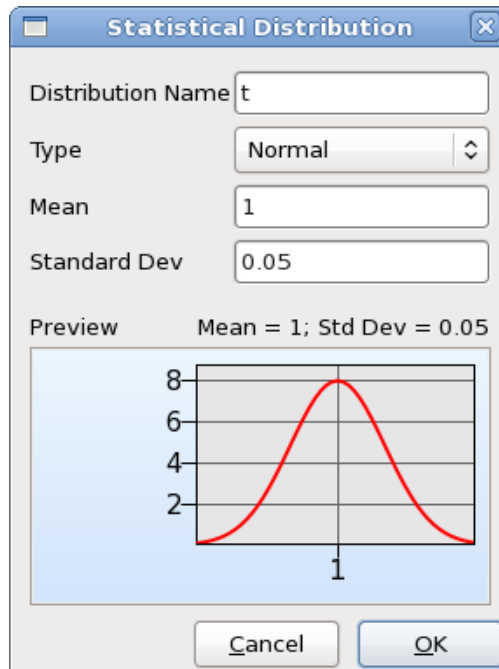 Statistical Distribution
Distribution Name t
Type Normal
Mean 1
Standard Dev 0.05
Preview Mean = 1; Std Dev = 0.05
8
6
4
2
1
Cancel OK